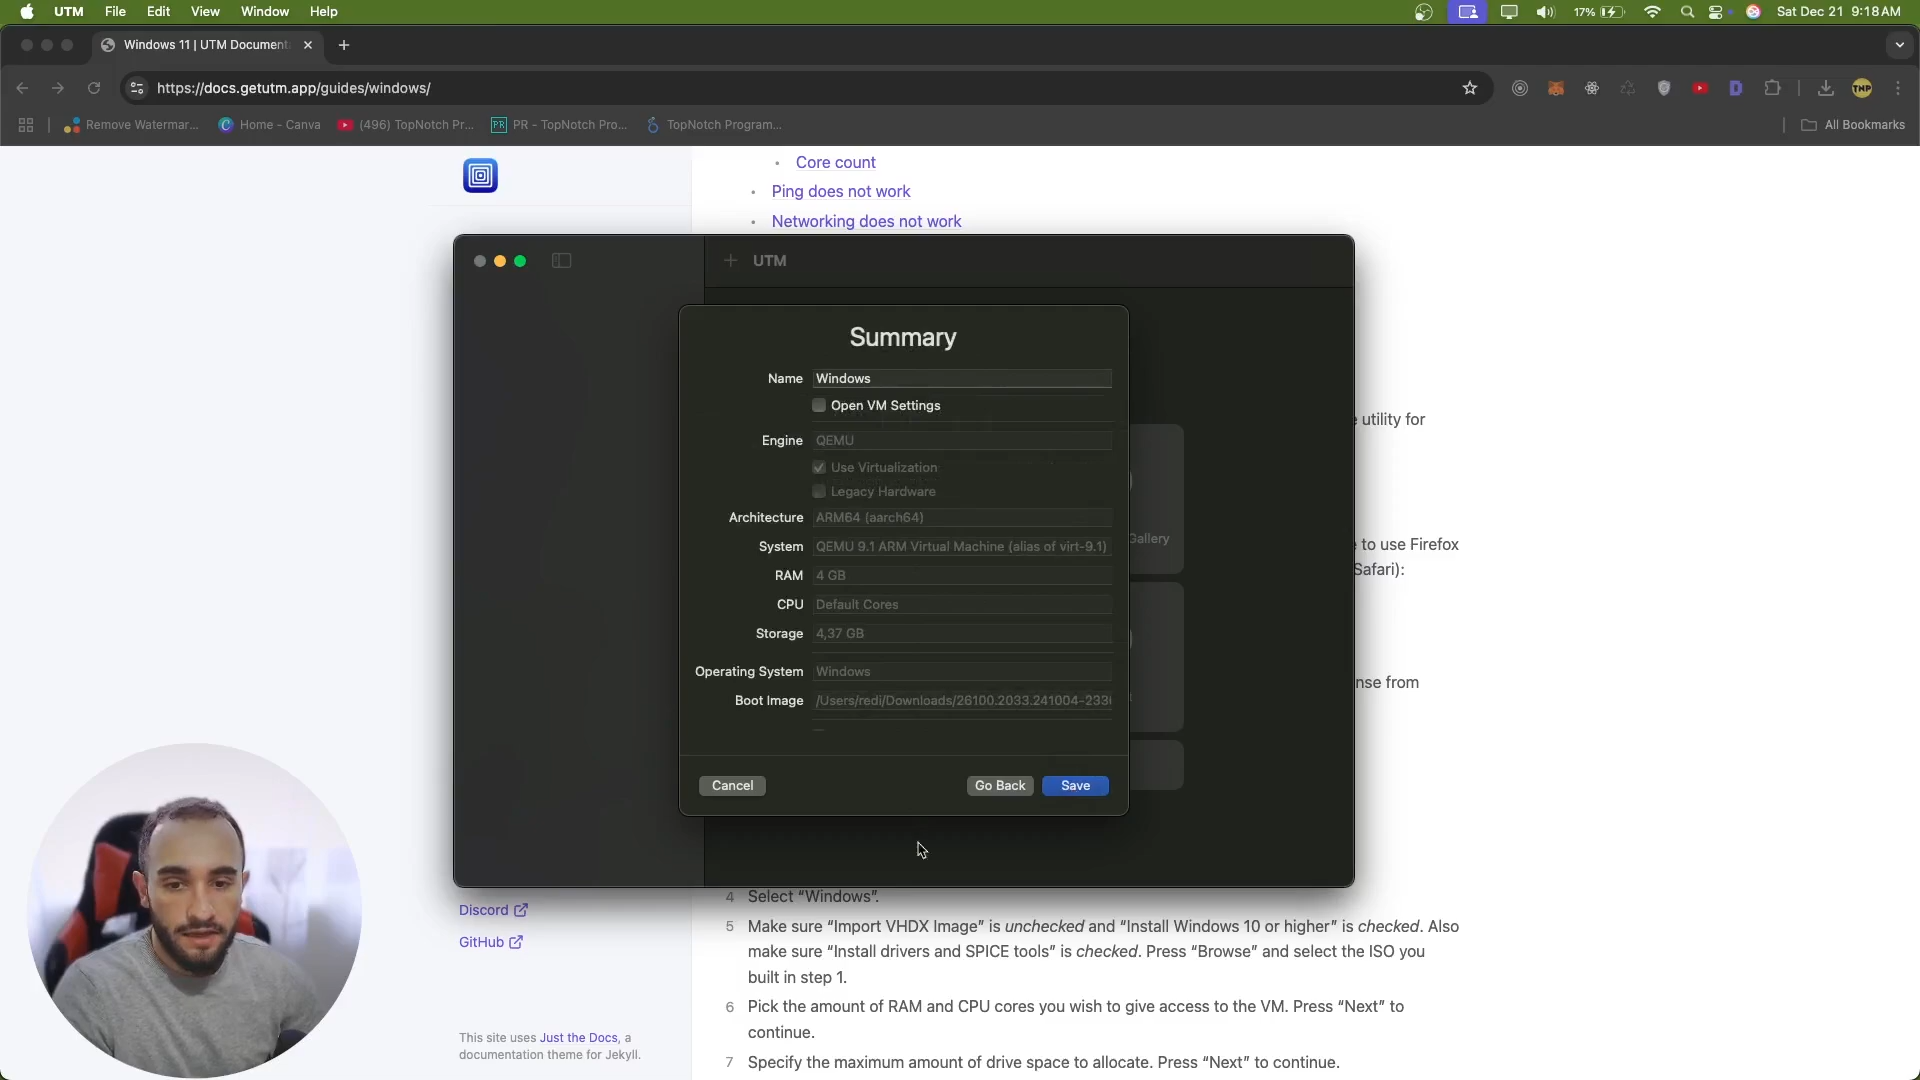 UTM File Edit View Window Help
17% Sat Dec 21 9:18 AM
Windows 11 | UTM Document
https://docs.getutm.app/guides/windows/
TNP
Remove Watermar... Home - Canva (496) TopNotch Pr... PR - TopNotch Pro... TopNotch Program... All Bookmarks
Core count
Ping does not work
Networking does not work
UTM
Summary
Name Windows
Open VM Settings
Engine QEMU
Use Virtualization
Legacy Hardware
Architecture ARM64 (aarch64)
System QEMU 9.1 ARM Virtual Machine (alias of virt-9.1)
RAM 4 GB
CPU Default Cores
Storage 4,37 GB
Operating System Windows
Boot Image /Users/redi/Downloads/26100.2033.241004-233
Cancel Go Back Save
Gallery
utility for
to use Firefox
Safari):
nse from
4 Select “Windows”.
5 Make sure “Import VHDX Image” is unchecked and “Install Windows 10 or higher” is checked. Also
make sure “Install drivers and SPICE tools” is checked. Press “Browse” and select the ISO you
built in step 1.
6 Pick the amount of RAM and CPU cores you wish to give access to the VM. Press “Next” to
continue.
7 Specify the maximum amount of drive space to allocate. Press “Next” to continue.
Discord
GitHub
This site uses Just the Docs, a
documentation theme for Jekyll.